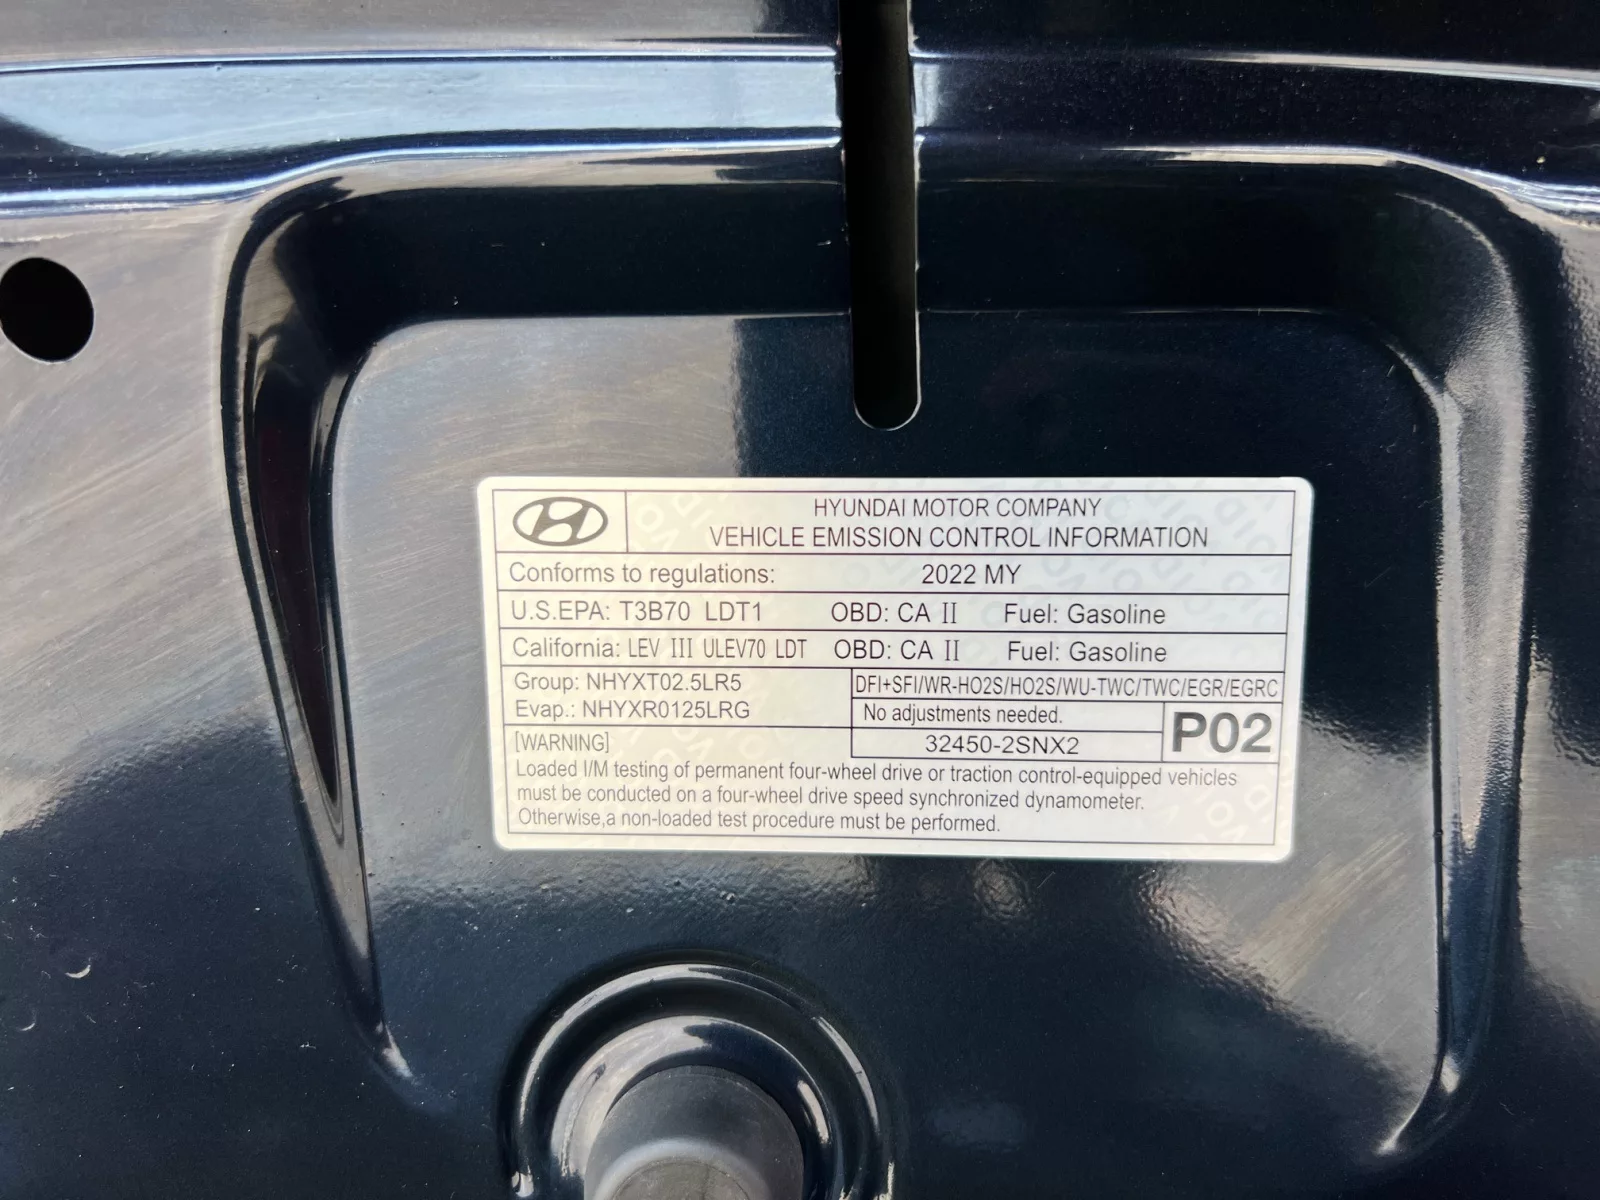 HYUNDAI MOTOR COMPANY
VEHICLE EMISSION CONTROL INFORMATION
Conforms to regulations: 2022 MY
U.S.EPA: T3B70 LDT1 OBD: CA II Fuel: Gasoline
California: LEV III ULEV70 LDT OBD: CA II Fuel: Gasoline
Group: NHYXT02.5LR5
Evap.: NHYXR0125LRG
DFI+SFI/WR-HO2S/HO2S/WU-TWC/TWC/EGR/EGRC
No adjustments needed.
P02
32450-2SNX2
[WARNING]
Loaded I/M testing of permanent four-wheel drive or traction control-equipped vehicles
must be conducted on a four-wheel drive speed synchronized dynamometer.
Otherwise,a non-loaded test procedure must be performed.